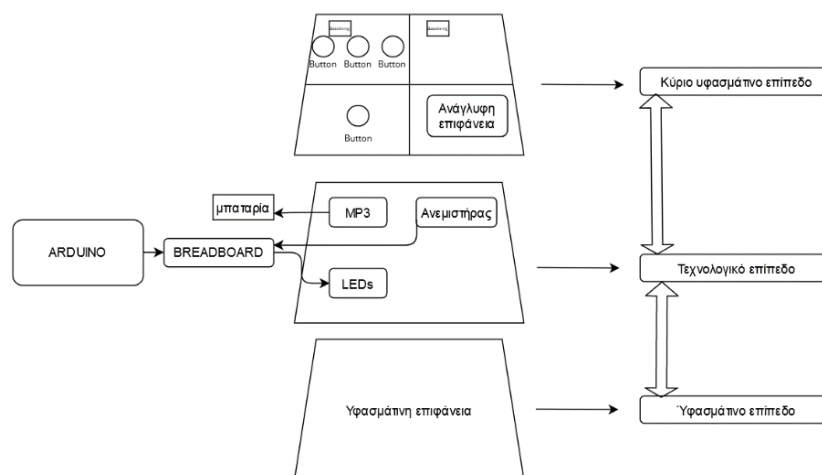 Button
Button
Button
Button
Ανάγλυφη
επιφάνεια
Κύριο υφασμάτινο επίπεδο
μπαταρία
MP3
Ανεμιστήρας
ARDUINO
BREADBOARD
LEDs
Τεχνολογικό επίπεδο
Υφασμάτινη επιφάνεια
Ύφασμάτινο επίπεδο